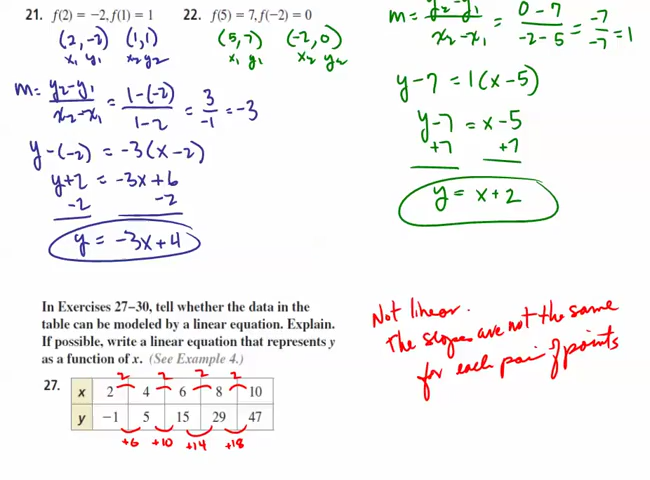 21. f(2) = −2, f(1) = 1
(2,-2) (1,1)
x₁ y₁ x₂ y₂
m = y₂-y₁ / x₂-x₁ = 1-(-2) / 1-2 = 3 / -1 = -3
y-(-2) = -3(x-2)
y+2 = -3x+6
-2 -2
y = -3x+4
22. f(5) = 7, f(−2) = 0
(5,7) (-2,0)
x₁ y₁ x₂ y₂
m = y₂-y₁ / x₂-x₁ = 0-7 / -2-5 = -7 / -7 = 1
y-7 = 1(x-5)
y-7 = x-5
+7 +7
y = x+2
In Exercises 27–30, tell whether the data in the
table can be modeled by a linear equation. Explain.
If possible, write a linear equation that represents y
as a function of x. (See Example 4.)
27.
2 2 2 2
x 2 4 6 8 10
y −1 5 15 29 47
+6 +10 +14 +18
Not linear.
The slopes are not the same
for each pair of points